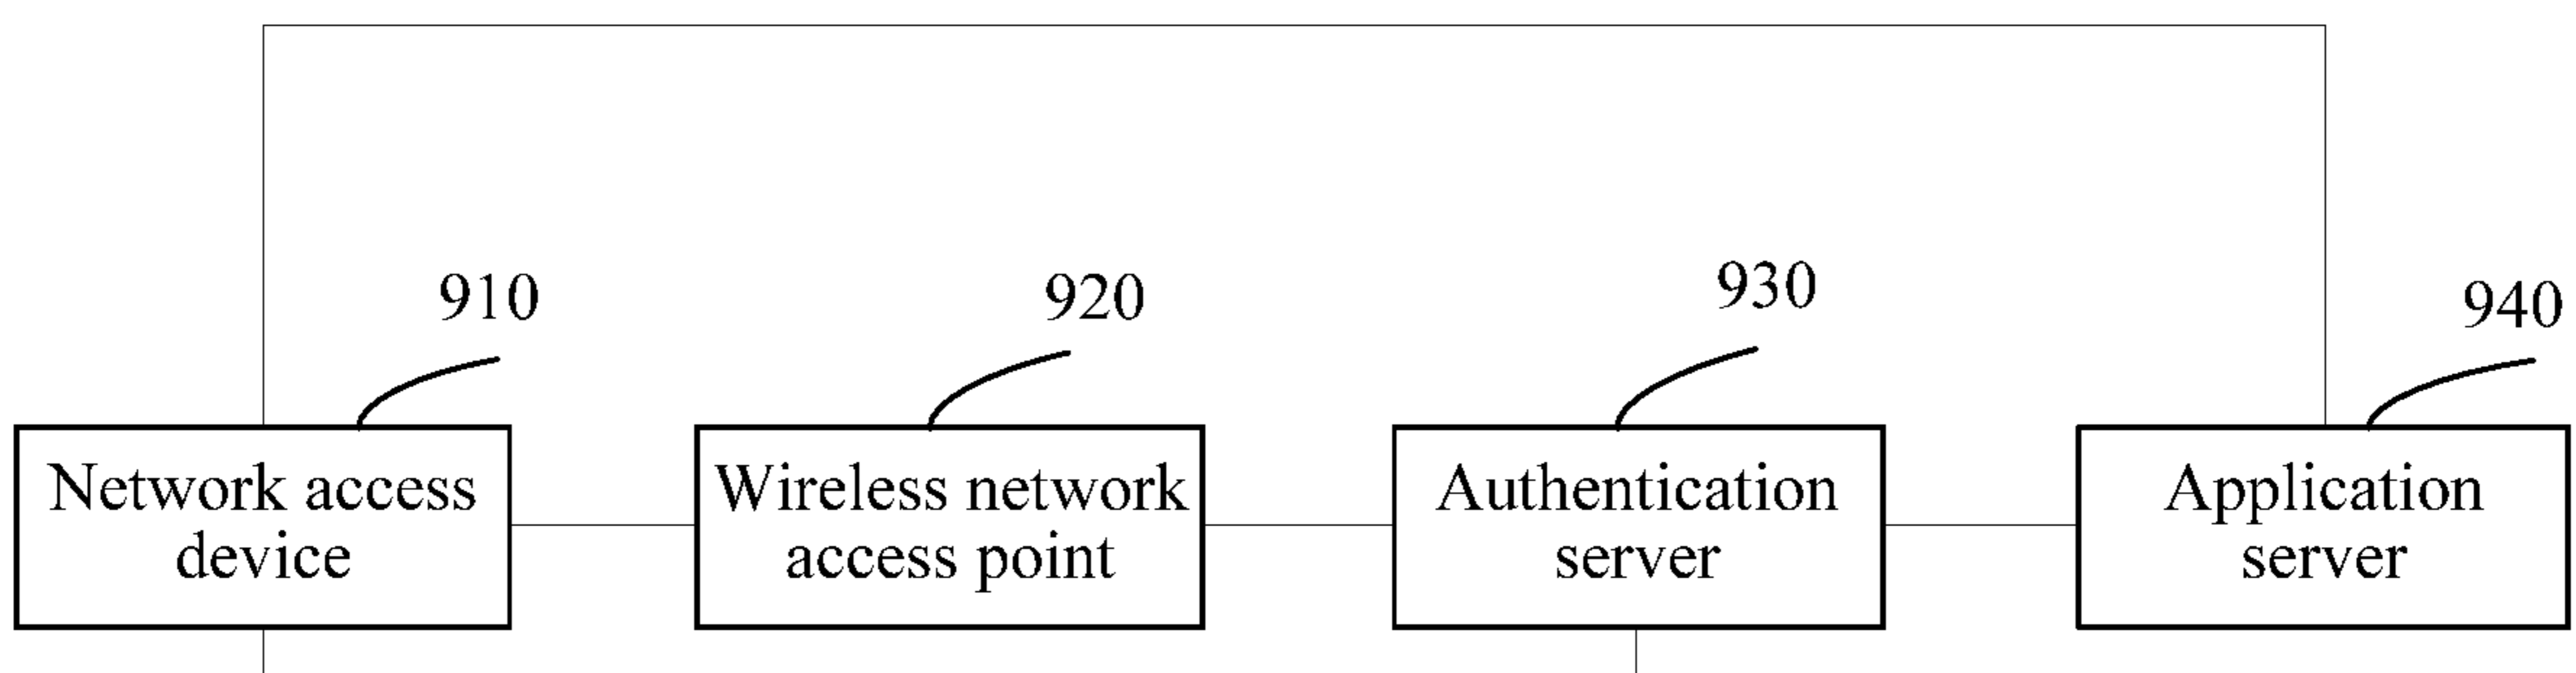 910
920
930
940
Network access
device
Wireless network
access point
Authentication
server
Application
server